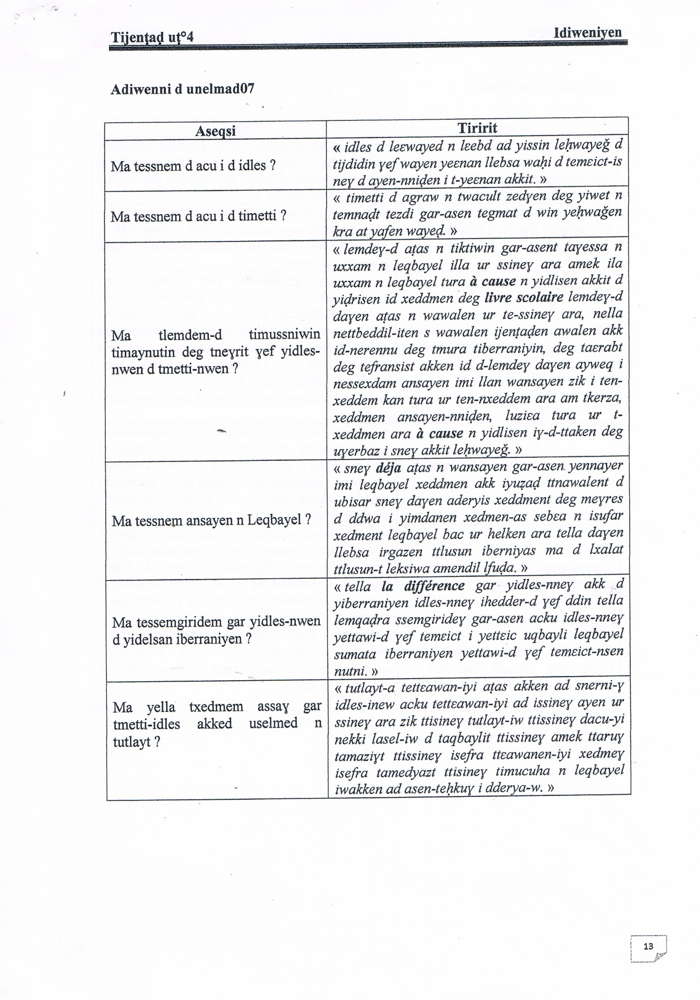 Tijenṭaḍ uṭ°4
Idiweniyen
Adiwenni d unelmad07
Aseqsi
Tiririt
Ma tessnem d acu i d idles ?
« idles d leɛwayed n lɛebd ad yissin leḥwayeğ d
tijdidin ɣef wayen yeɛnan llebsa waḥi d temɛict-is
neɣ d ayen-nniḍen i t-yeɛnan akkit. »
Ma tessnem d acu i d timetti ?
« timetti d agraw n twacult zedɣen deg yiwet n
temnaḍt tezdi gar-asen tegmat d win yeḥwağen
kra at yafen wayeḍ. »
Ma tlemdem-d timussniwin
timaynutin deg tneɣrit ɣef yidles-
nwen d tmetti-nwen ?
« lemdeɣ-d aṭas n tiktiwin gar-asent taɣessa n
uxxam n leqbayel illa ur ssineɣ ara amek ila
uxxam n leqbayel tura à cause n yidlisen akkit d
yiḍrisen id xeddmen deg livre scolaire lemdeɣ-d
daɣen aṭas n wawalen ur te-ssineɣ ara, nella
nettbeddil-iten s wawalen ijenṭaḍen awalen akk
id-nerennu deg tmura tiberraniyin, deg taɛrabt
deg tefransist akken id d-lemdeɣ daɣen ayweq i
nessexdam ansayen imi llan wansayen zik i ten-
xeddem kan tura ur ten-nxeddem ara am tkerza,
xeddmen ansayen-nniḍen, luziɛa tura ur t-
xeddmen ara à cause n yidlisen iɣ-d-ttaken deg
uɣerbaz i sneɣ akkit leḥwayeğ. »
Ma tessnem ansayen n Leqbayel ?
« sneɣ déja aṭas n wansayen gar-asen yennayer
imi leqbayel xeddmen akk iyuẓaḍ ttnawalent d
ubisar sneɣ daɣen aderyis xeddment deg meɣres
d ddwa i yimdanen xedmen-as sebɛa n isufar
xedment leqbayel bac ur helken ara tella daɣen
llebsa irgazen ttlusun iberniyas ma d lxalat
ttlusun-t leksiwa amendil lfuḍa. »
Ma tessemgiridem gar yidles-nwen
d yidelsan iberraniyen ?
« tella la différence gar yidles-nneɣ akk d
yiberraniyen idles-nneɣ ihedder-d ɣef ddin tella
lemqaḍra ssemgirideɣ gar-asen acku idles-nneɣ
yettawi-d ɣef temɛict i yettɛic uqbayli leqbayel
sumata iberraniyen yettawi-d ɣef temɛict-nsen
nutni. »
Ma yella txedmem assaɣ gar
tmetti-idles akked uselmed n
tutlayt ?
« tutlayt-a tettɛawan-iyi aṭas akken ad snerni-ɣ
idles-inew acku tettɛawan-iyi ad issineɣ ayen ur
ssineɣ ara zik ttisineɣ tutlayt-iw ttissineɣ dacu-yi
nekki lasel-iw d taqbaylit ttissineɣ amek ttaruɣ
tamaziɣt ttissineɣ isefra ttɛawanen-iyi xedmeɣ
isefra tamedyazt ttisineɣ timucuha n leqbayel
iwakken ad asen-teḥkuɣ i dderya-w. »
13